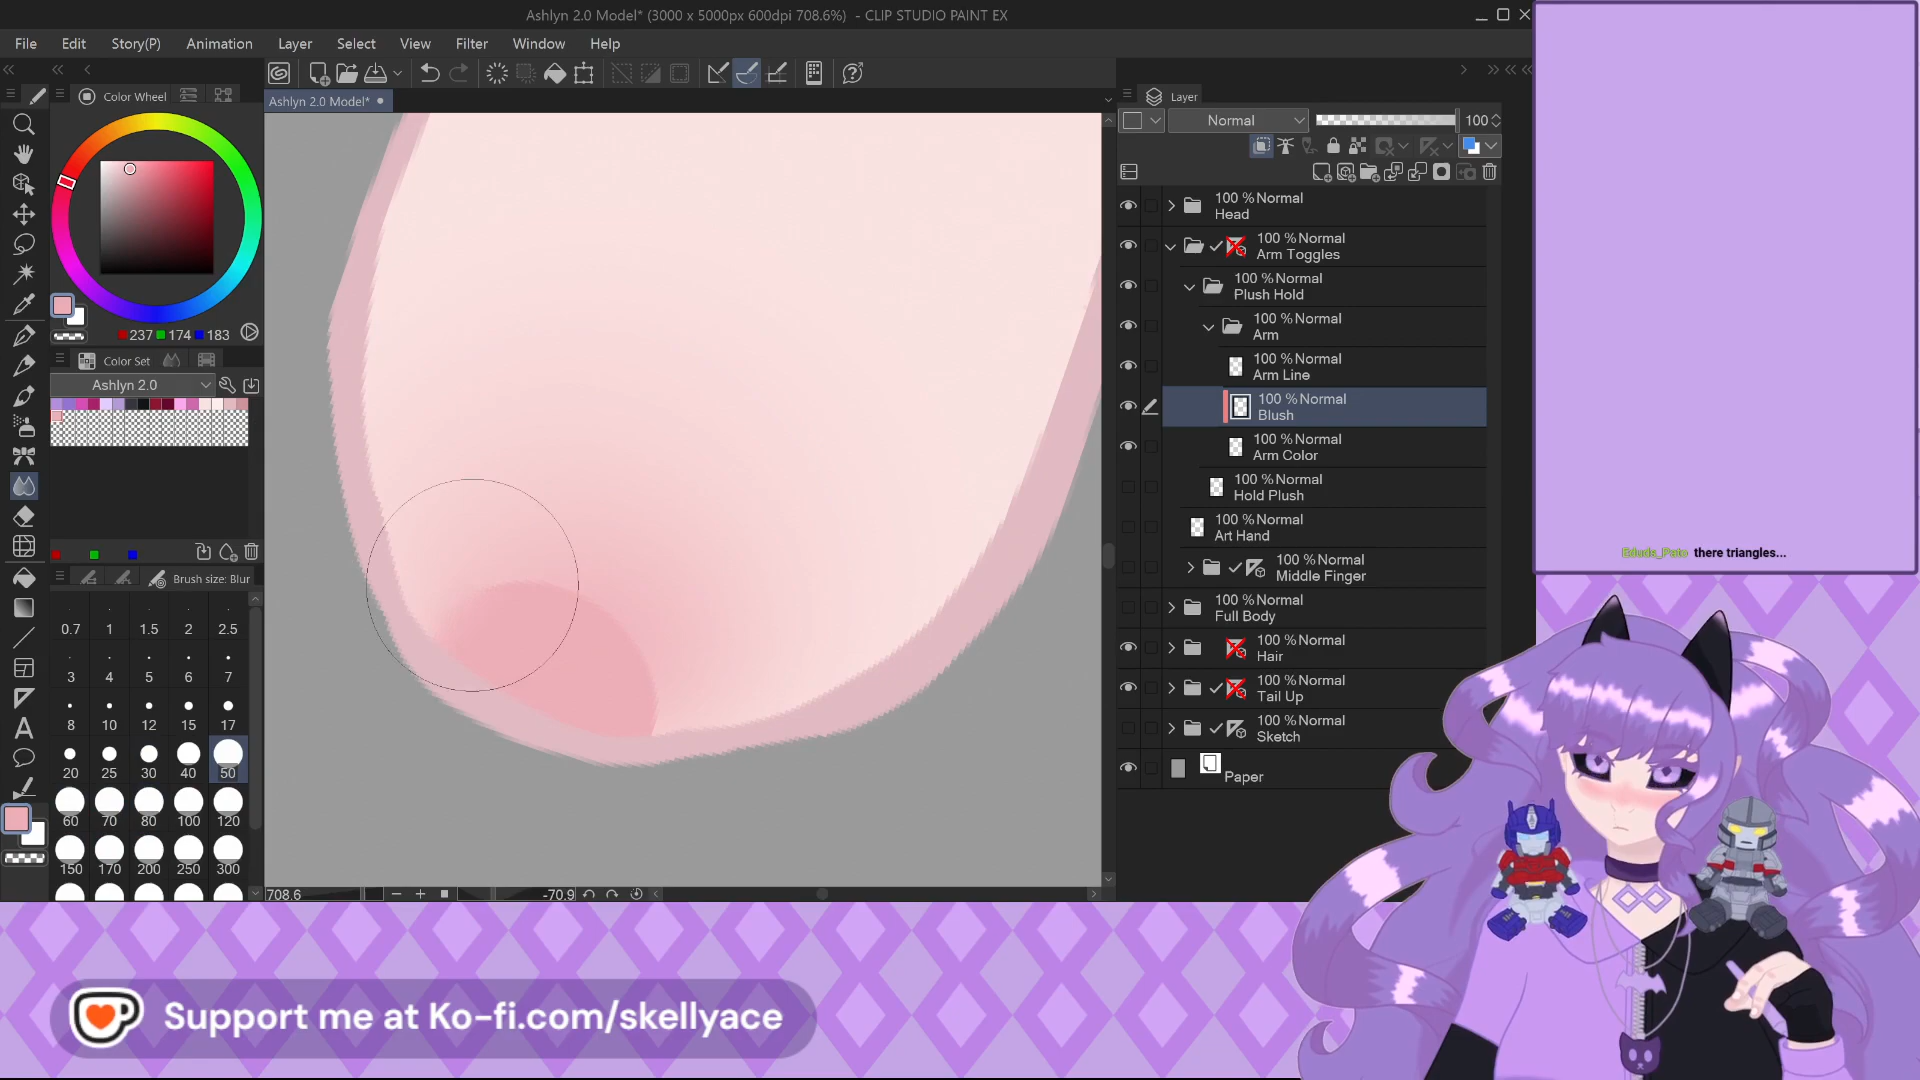 Ashlyn 2.0 Model* (3000 x 5000px 600dpi 708.6%) - CLIP STUDIO PAINT EX
File Edit Story(P) Animation Layer Select View Filter Window Help
Color Wheel
Ashlyn 2.0 Model*
Layer
Normal 100
237 174 183
Color Set
Ashlyn 2.0
Brush size: Blur
0.7 1 1.5 2 2.5
3 4 5 6 7
8 10 12 15 17
20 25 30 40 50
60 70 80 100 120
150 170 200 250 300
100 %Normal
Head
100 %Normal
Arm Toggles
100 %Normal
Plush Hold
100 %Normal
Arm
100 %Normal
Arm Line
100 %Normal
Blush
100 %Normal
Arm Color
100 %Normal
Hold Plush
100 %Normal
Art Hand
100 %Normal
Middle Finger
100 %Normal
Full Body
100 %Normal
Hair
100 %Normal
Tail Up
100 %Normal
Sketch
Paper
708.6 -70.9
there triangles...
Support me at Ko-fi.com/skellyace